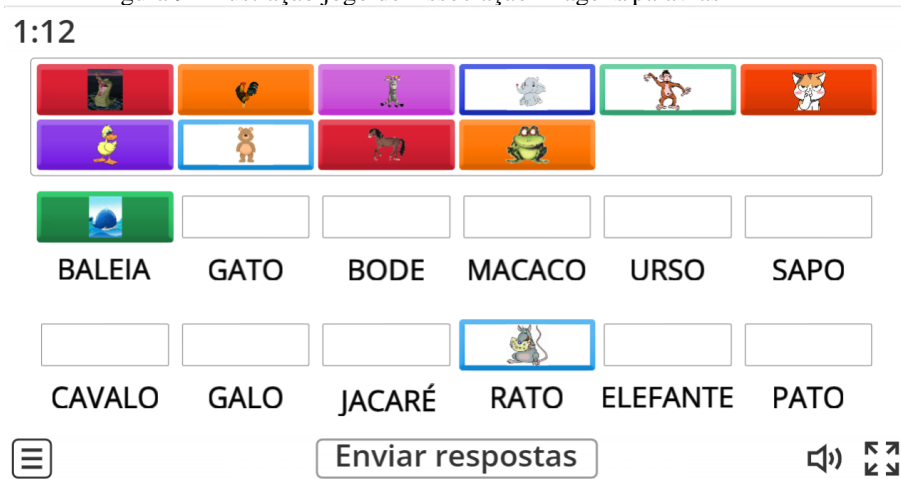 1:12
BALEIA GATO BODE MACACO URSO SAPO
CAVALO GALO JACARÉ RATO ELEFANTE PATO
Enviar respostas